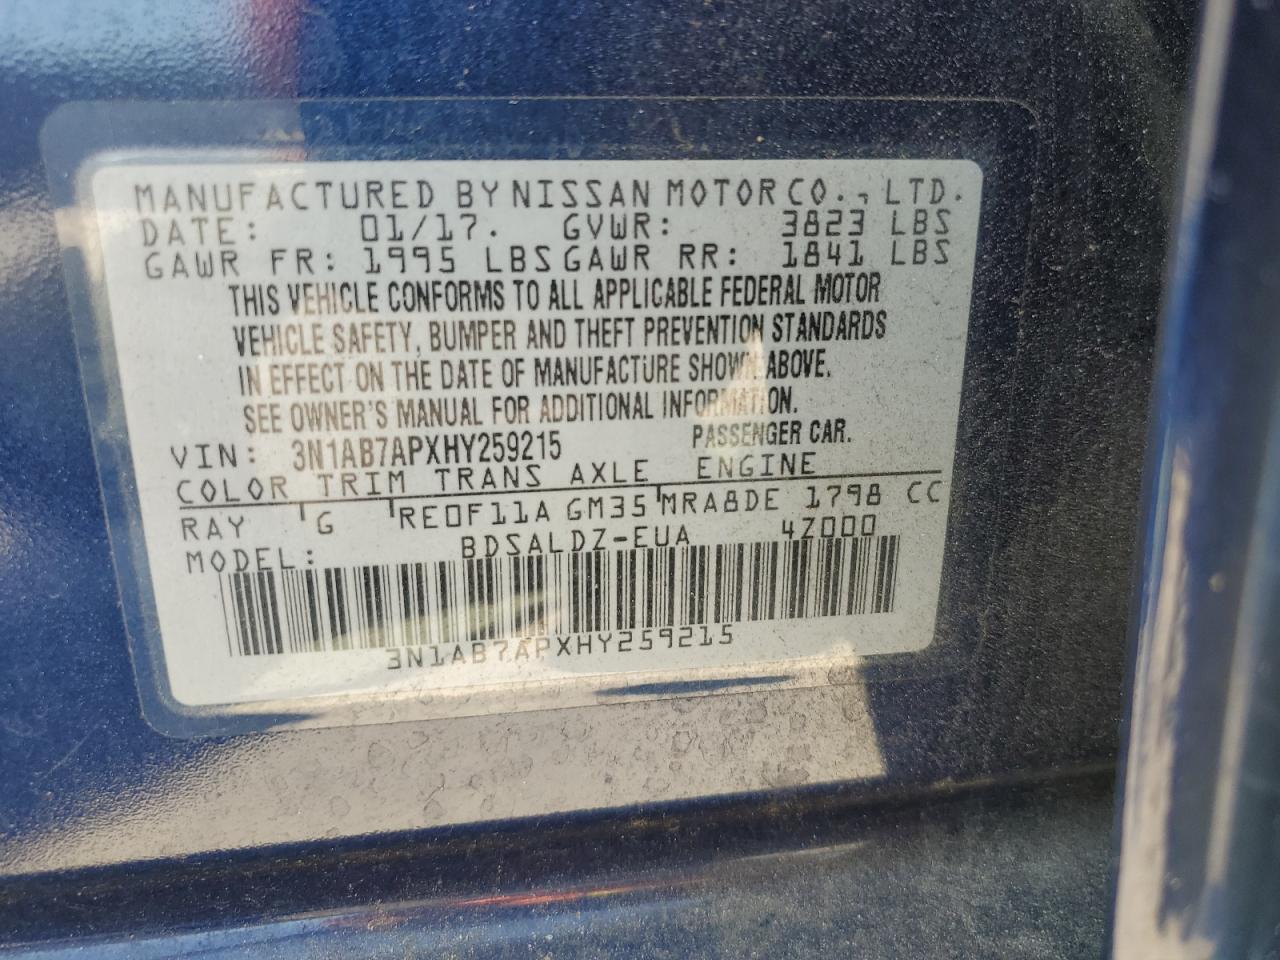 MANUFACTURED BY NISSAN MOTOR CO., LTD.
DATE: 01/17. GVWR: 3823 LBS
GAWR FR: 1995 LBS GAWR RR: 1841 LBS
THIS VEHICLE CONFORMS TO ALL APPLICABLE FEDERAL MOTOR
VEHICLE SAFETY, BUMPER AND THEFT PREVENTION STANDARDS
IN EFFECT ON THE DATE OF MANUFACTURE SHOWN ABOVE.
SEE OWNER'S MANUAL FOR ADDITIONAL INFORMATION.
VIN: 3N1AB7APXHY259215 PASSENGER CAR.
COLOR TRIM TRANS AXLE ENGINE
RAY G RE0F11A GM35 MRA8DE 1798 CC
MODEL: BDSALDZ-EUA 4Z000
3N1AB7APXHY259215